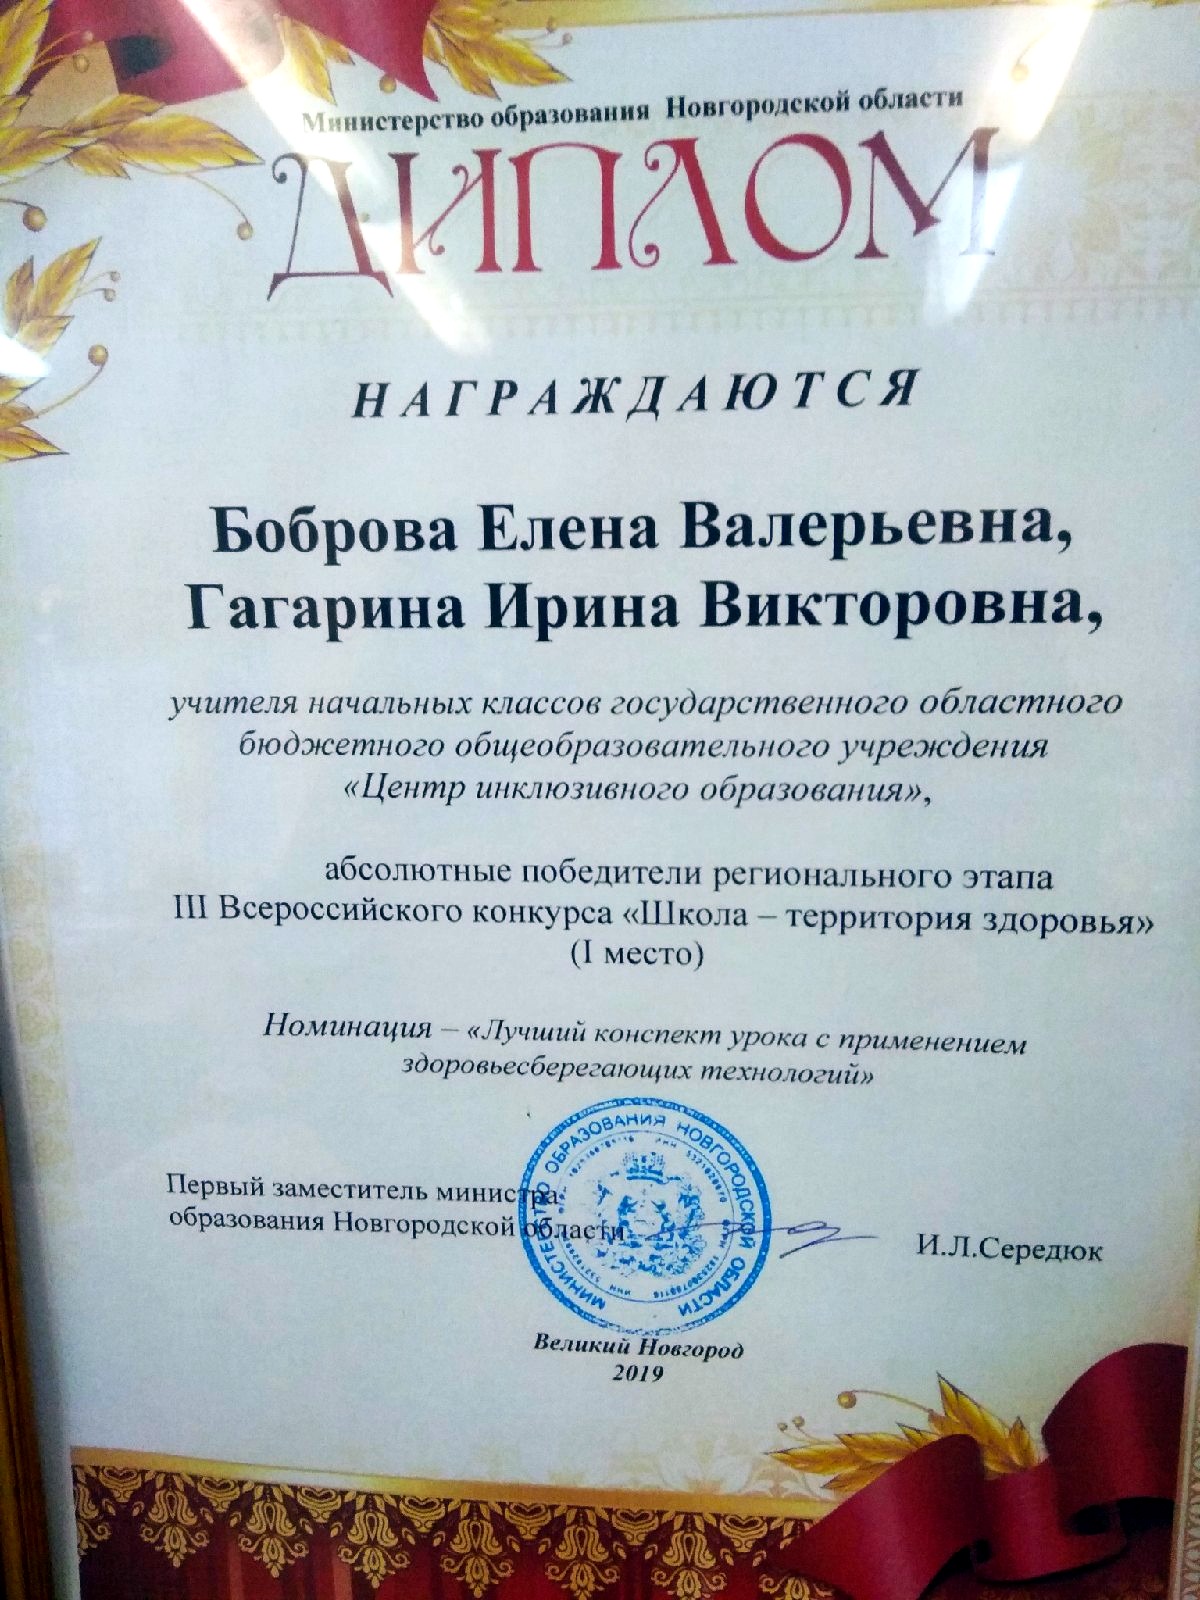 Министерство образования Новгородской области
ДИПЛОМ
НАГРАЖДАЮТСЯ
Боброва Елена Валерьевна,
Гагарина Ирина Викторовна,
учителя начальных классов государственного областного
бюджетного общеобразовательного учреждения
«Центр инклюзивного образования»,
абсолютные победители регионального этапа
III Всероссийского конкурса «Школа – территория здоровья»
(I место)
Номинация – «Лучший конспект урока с применением
здоровьесберегающих технологий»
МИНИСТЕРСТВО ОБРАЗОВАНИЯ НОВГОРОДСКОЙ ОБЛАСТИ
Первый заместитель министра
образования Новгородской области
И.Л.Середюк
Великий Новгород
2019